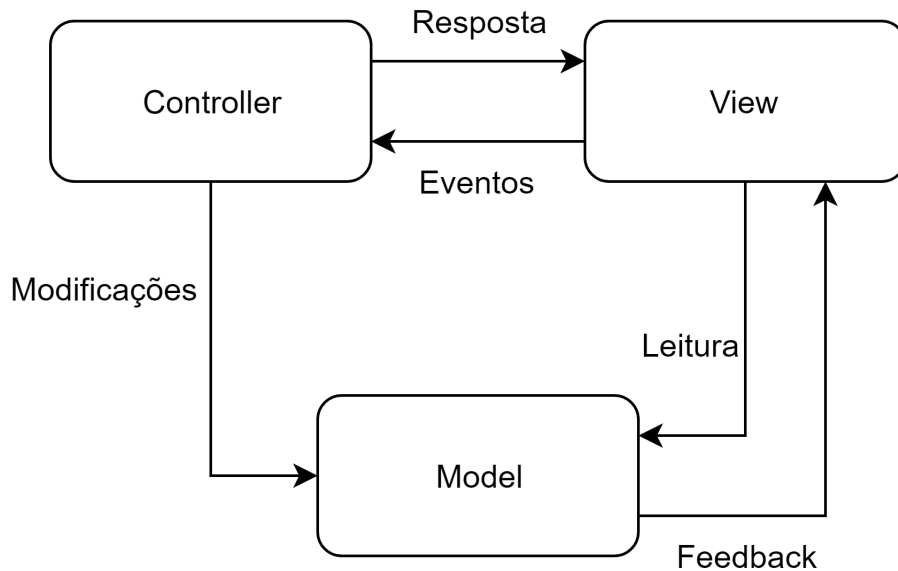 Resposta
Controller
View
Eventos
Modificações
Leitura
Model
Feedback